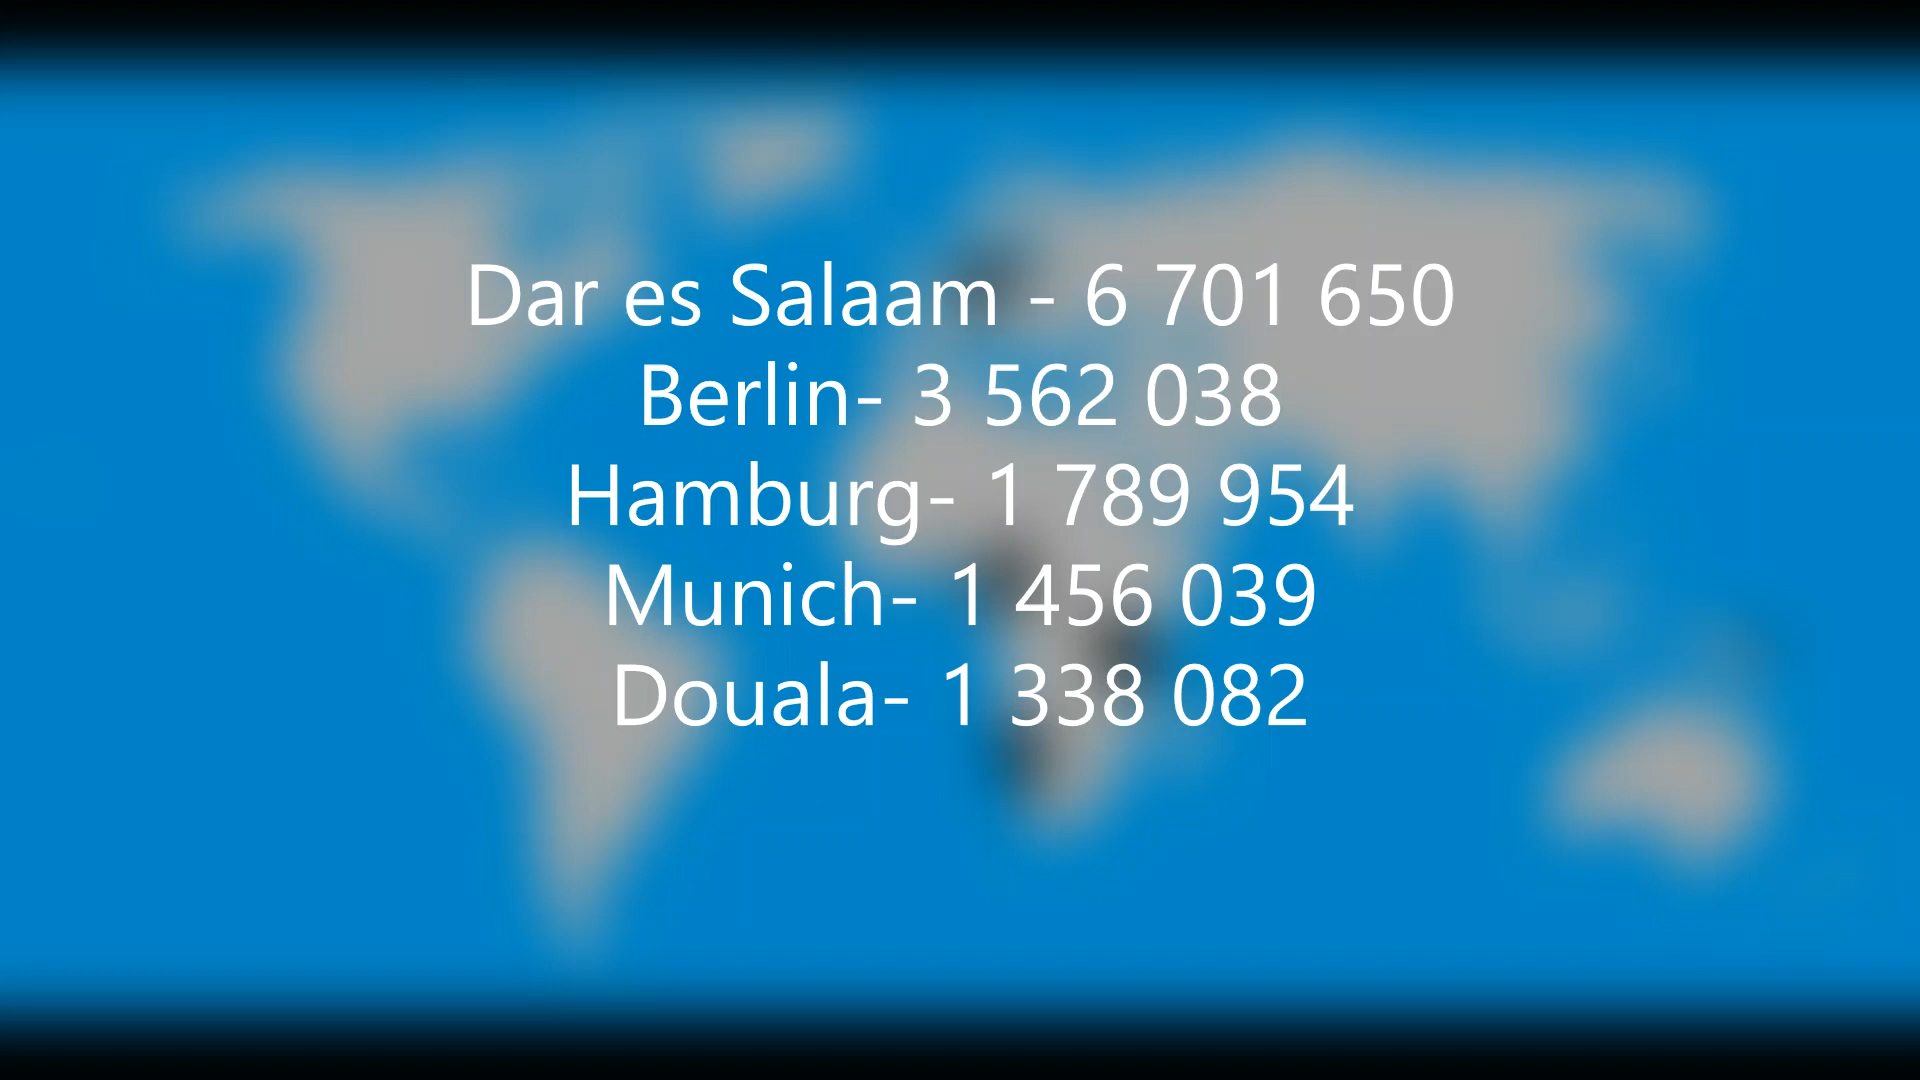 Dar es Salaam - 6 701 650
Berlin- 3 562 038
Hamburg- 1 789 954
Munich- 1 456 039
Douala- 1 338 082